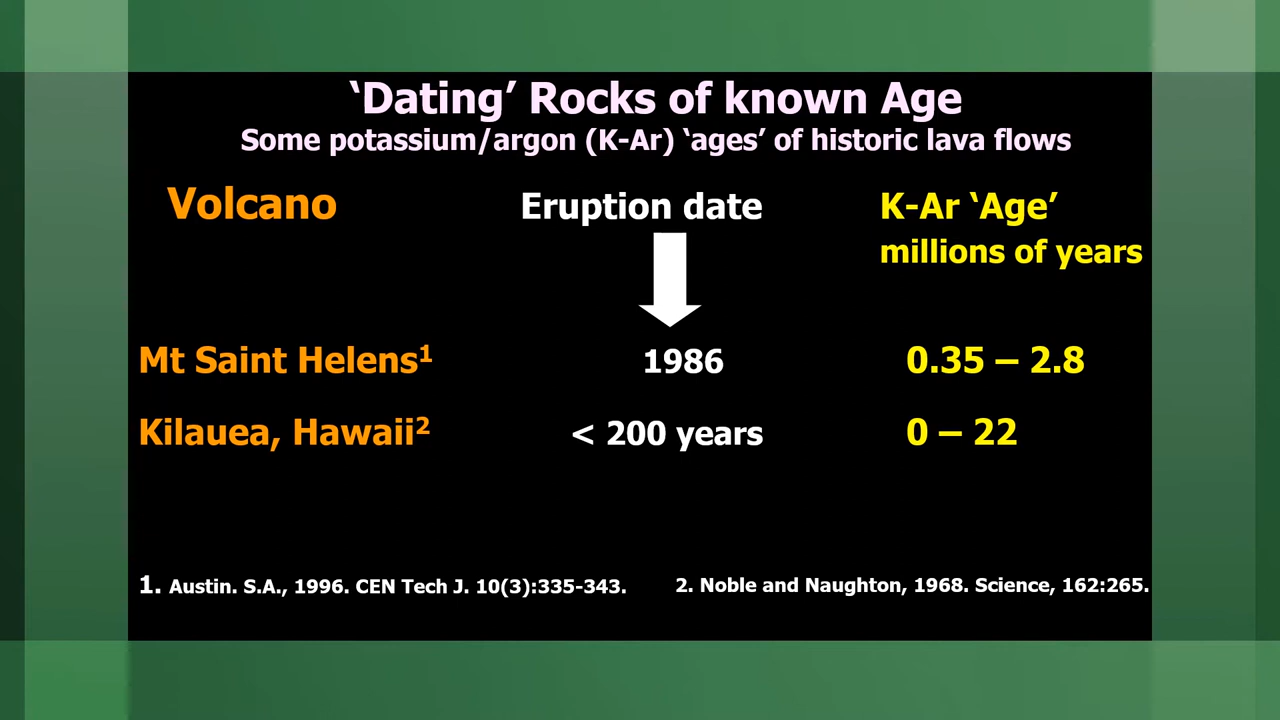 ‘Dating’ Rocks of known Age
Some potassium/argon (K-Ar) ‘ages’ of historic lava flows
Volcano Eruption date K-Ar ‘Age’
millions of years
Mt Saint Helens¹ 1986 0.35 – 2.8
Kilauea, Hawaii² < 200 years 0 – 22
1. Austin. S.A., 1996. CEN Tech J. 10(3):335-343. 2. Noble and Naughton, 1968. Science, 162:265.